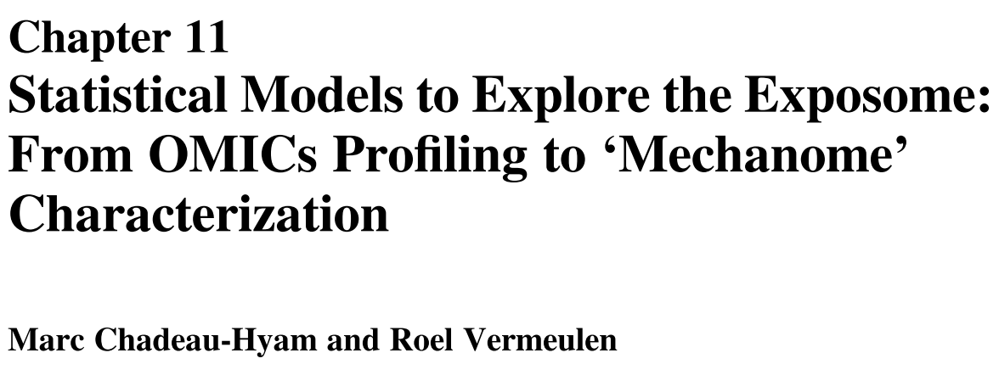 Chapter 11
Statistical Models to Explore the Exposome:
From OMICs Profiling to ‘Mechanome’
Characterization
Marc Chadeau-Hyam and Roel Vermeulen